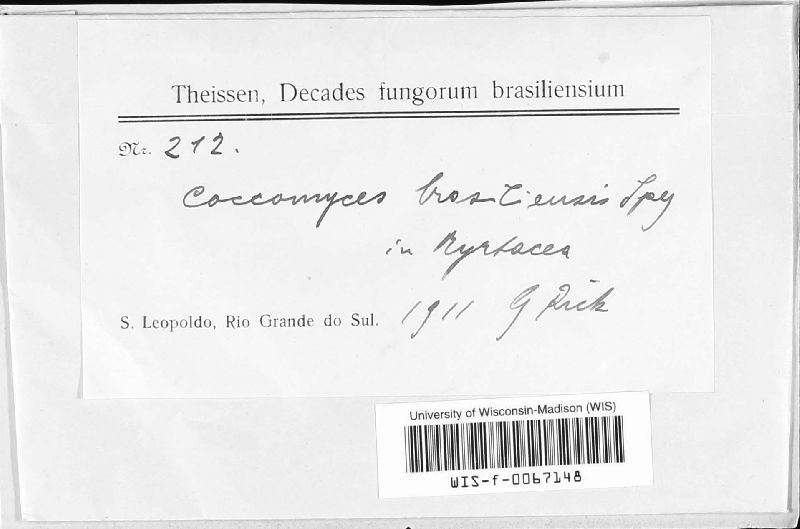 Theissen, Decades fungorum brasiliensium
Nr. 212.
Coccomyces brasiliensis Speg
in Myrtacea
S. Leopoldo, Rio Grande do Sul. 1911 G Rick
University of Wisconsin-Madison (WIS)
WIS-f-0067148